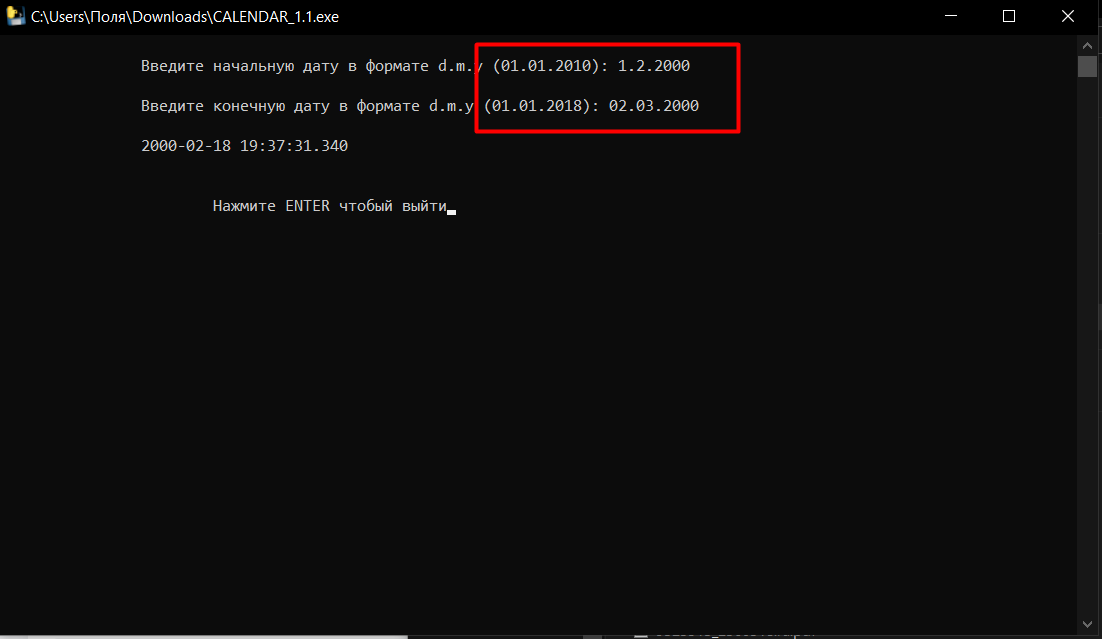 C:\Users\Поля\Downloads\CALENDAR_1.1.exe
Введите начальную дату в формате d.m.y (01.01.2010): 1.2.2000
Введите конечную дату в формате d.m.y (01.01.2018): 02.03.2000
2000-02-18 19:37:31.340
Нажмите ENTER чтобый выйти